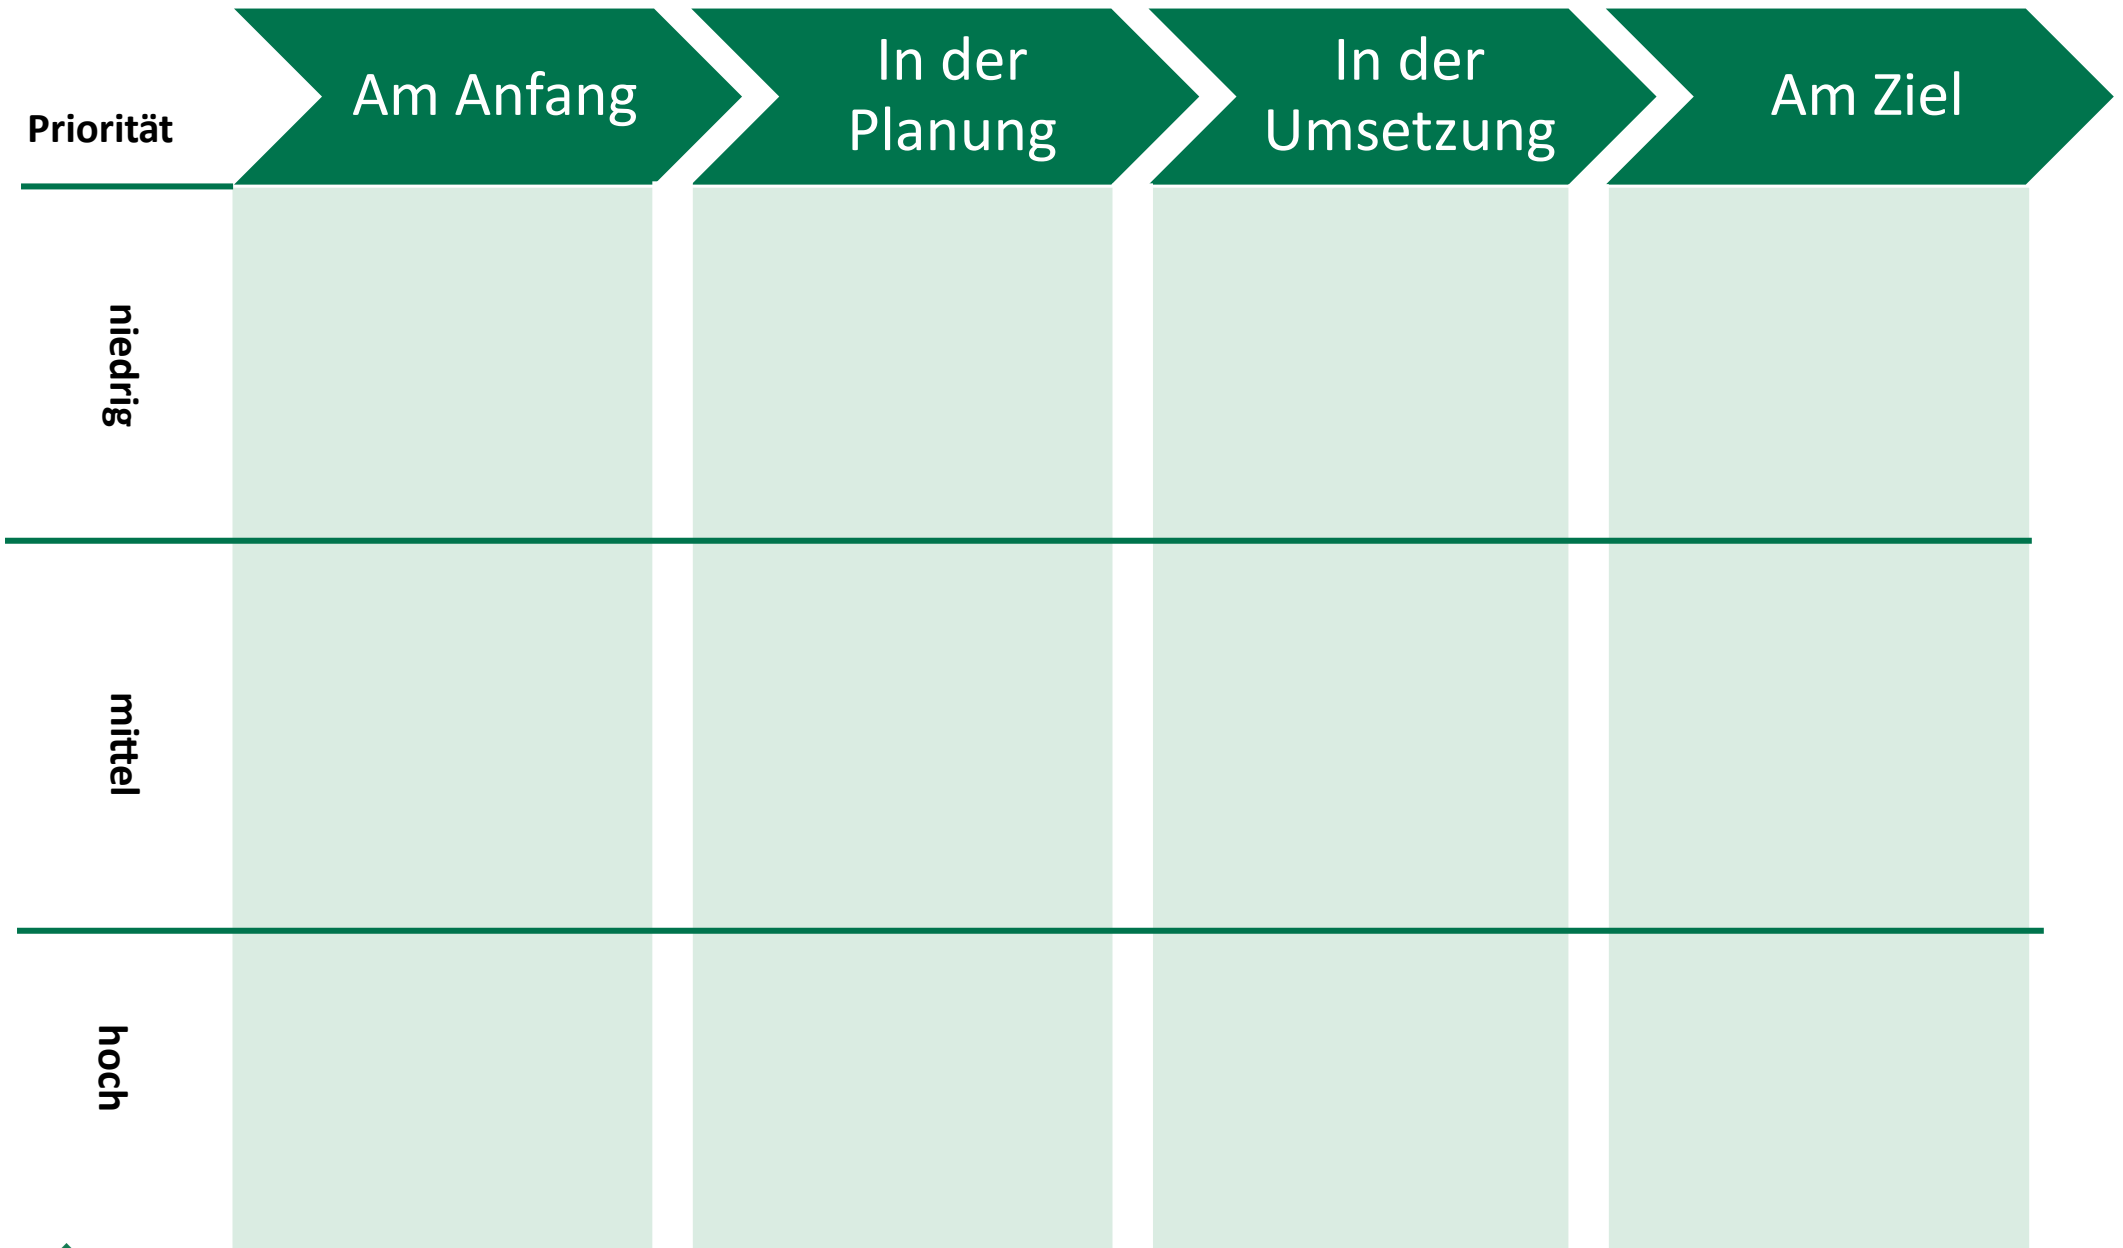 Priorität
Am Anfang
In der
Planung
In der
Umsetzung
Am Ziel
niedrig
mittel
hoch